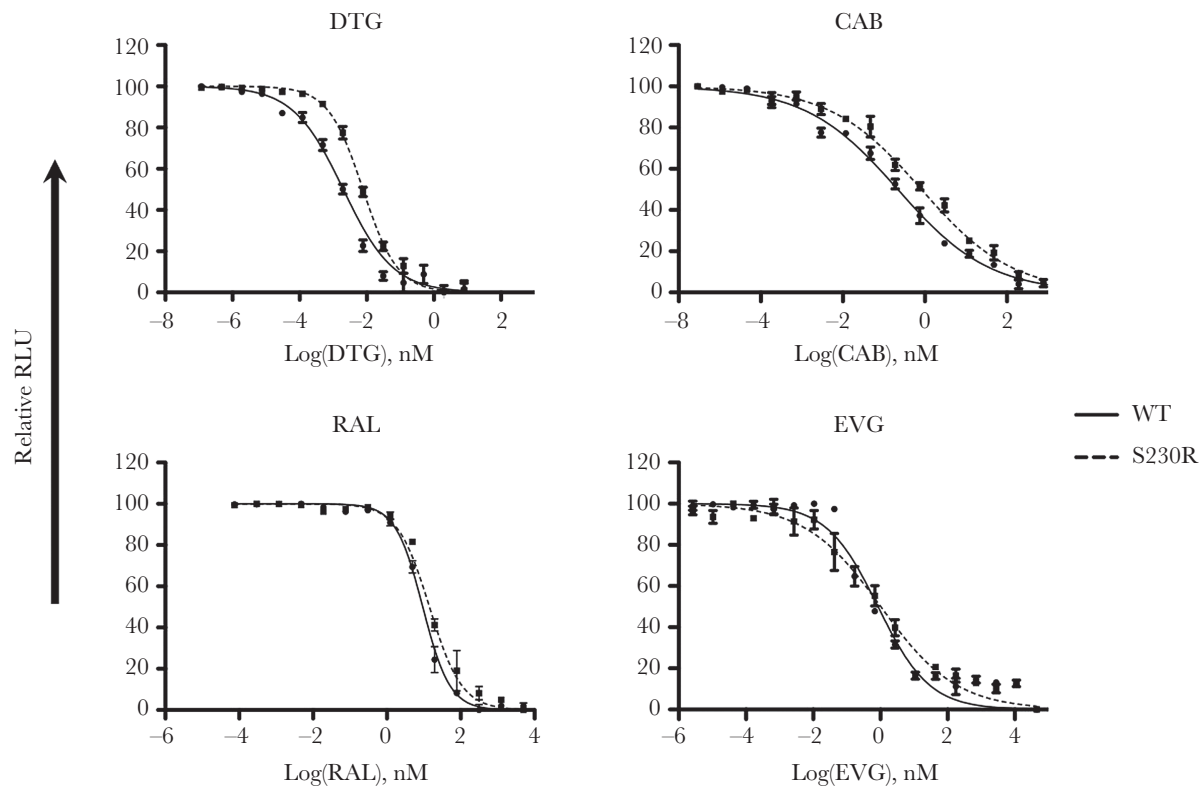 DTG
120
100
80
60
40
20
0
–8 –6 –4 –2 0 2
Log(DTG), nM
CAB
120
100
80
60
40
20
0
–8 –6 –4 –2 0 2
Log(CAB), nM
Relative RLU
RAL
120
100
80
60
40
20
0
–6 –4 –2 0 2 4
Log(RAL), nM
EVG
120
100
80
60
40
20
0
–6 –4 –2 0 2 4
Log(EVG), nM
WT
S230R